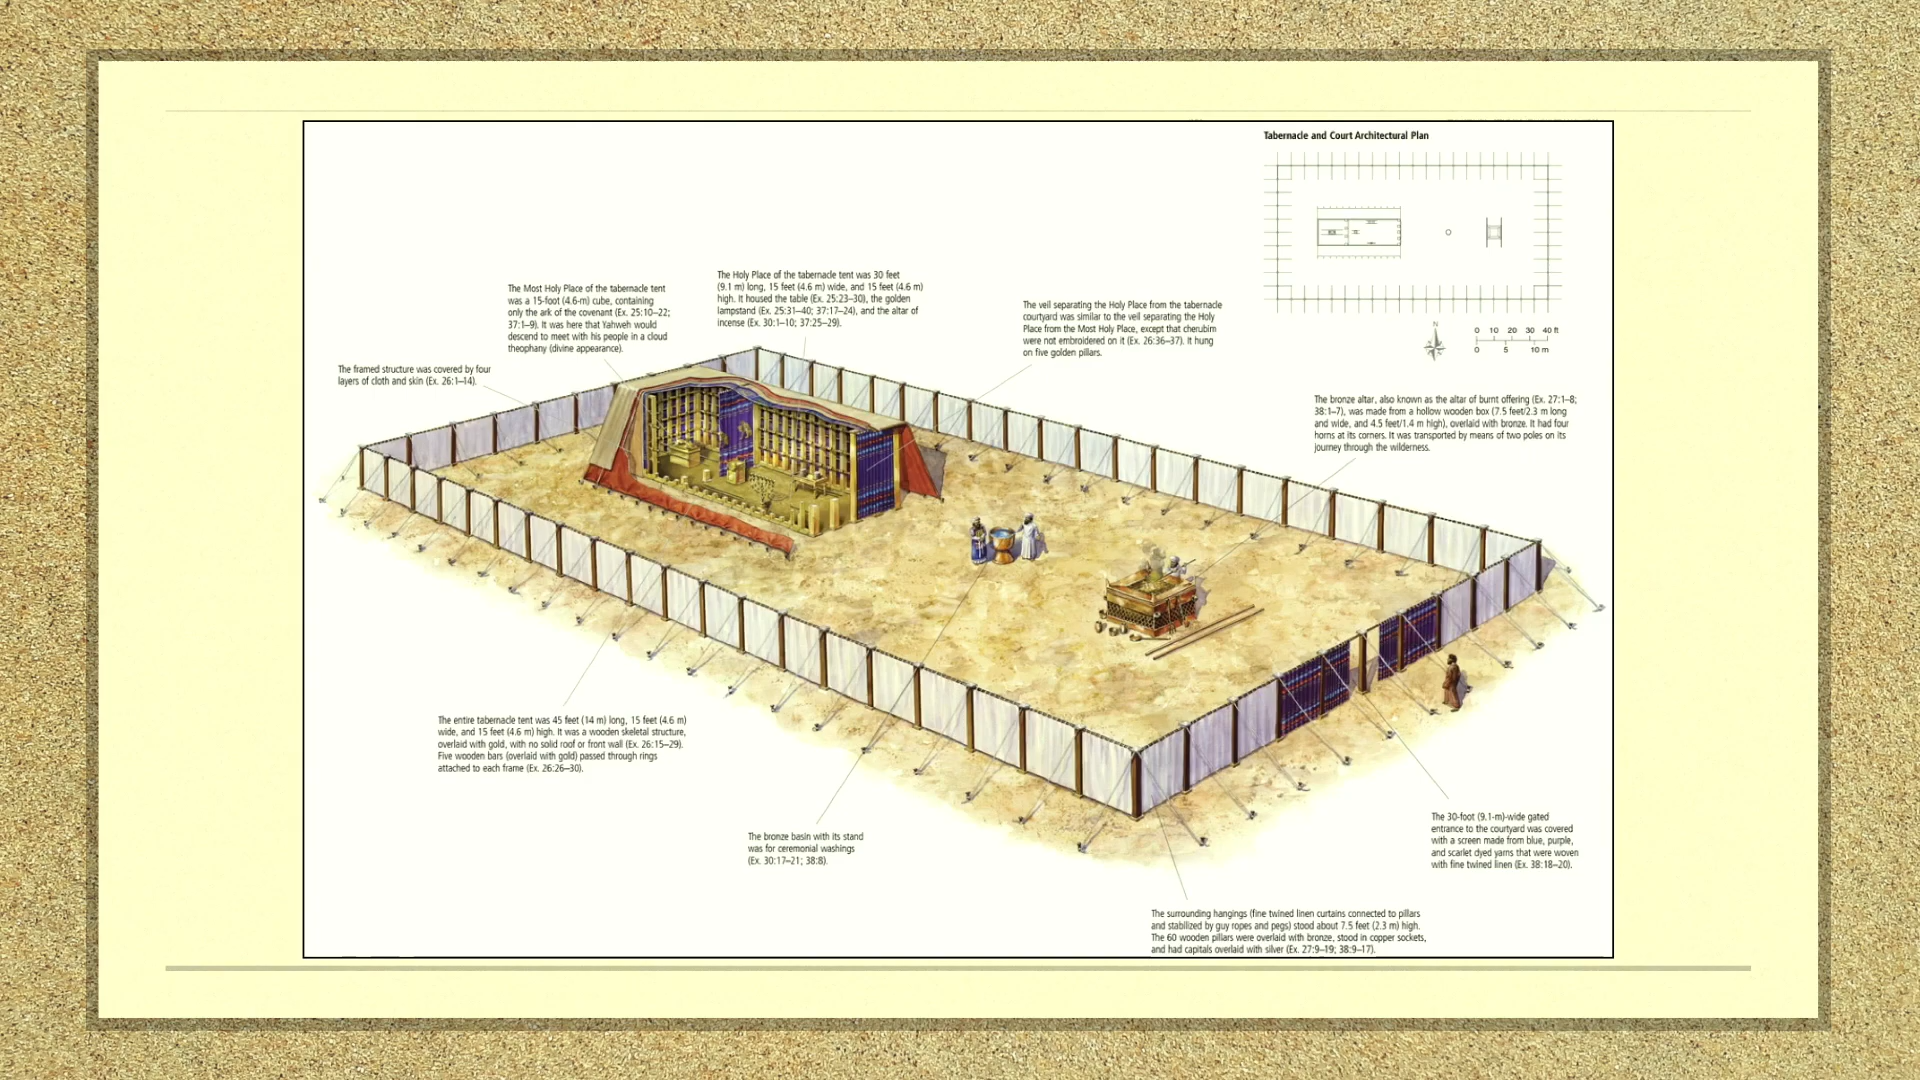 Tabernacle and Court Architectural Plan
N
0 10 20 30 40 ft
0 5 10 m
The Most Holy Place of the tabernacle tent
was a 15-foot (4.6-m) cube, containing
only the ark of the covenant (Ex. 25:10–22;
37:1–9). It was here that Yahweh would
descend to meet with his people in a cloud
theophany (divine appearance).
The Holy Place of the tabernacle tent was 30 feet
(9.1 m) long, 15 feet (4.6 m) wide, and 15 feet (4.6 m)
high. It housed the table (Ex. 25:23–30), the golden
lampstand (Ex. 25:31–40; 37:17–24), and the altar of
incense (Ex. 30:1–10; 37:25–29).
The veil separating the Holy Place from the tabernacle
courtyard was similar to the veil separating the Holy
Place from the Most Holy Place, except that cherubim
were not embroidered on it (Ex. 26:36–37). It hung
on five golden pillars.
The framed structure was covered by four
layers of cloth and skin (Ex. 26:1–14).
The bronze altar, also known as the altar of burnt offering (Ex. 27:1–8;
38:1–7), was made from a hollow wooden box (7.5 feet/2.3 m long
and wide, and 4.5 feet/1.4 m high), overlaid with bronze. It had four
horns at its corners. It was transported by means of two poles on its
journey through the wilderness.
The entire tabernacle tent was 45 feet (14 m) long, 15 feet (4.6 m)
wide, and 15 feet (4.6 m) high. It was a wooden skeletal structure,
overlaid with gold, with no solid roof or front wall (Ex. 26:15–29).
Five wooden bars (overlaid with gold) passed through rings
attached to each frame (Ex. 26:26–30).
The bronze basin with its stand
was for ceremonial washings
(Ex. 30:17–21; 38:8).
The 30-foot (9.1-m)-wide gated
entrance to the courtyard was covered
with a screen made from blue, purple,
and scarlet dyed yarns that were woven
with fine twined linen (Ex. 38:18–20).
The surrounding hangings (fine twined linen curtains connected to pillars
and stabilized by guy ropes and pegs) stood about 7.5 feet (2.3 m) high.
The 60 wooden pillars were overlaid with bronze, stood in copper sockets,
and had capitals overlaid with silver (Ex. 27:9–19; 38:9–17).